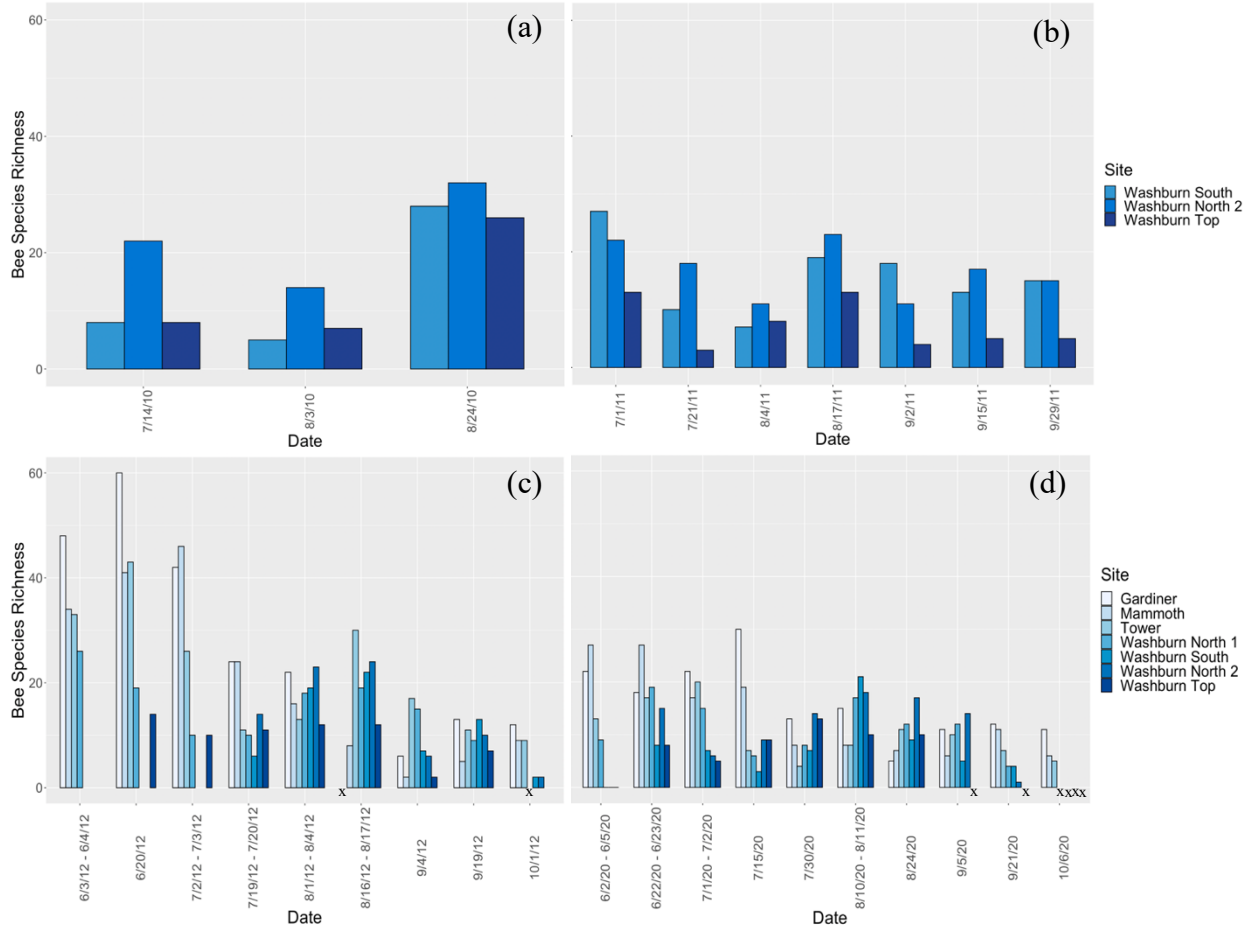 (a)
60
40
20
0
Bee Species Richness
7/14/10
8/3/10
8/24/10
Date
(b)
7/1/11
7/21/11
8/4/11
8/17/11
9/2/11
9/15/11
9/29/11
Date
Site
Washburn South
Washburn North 2
Washburn Top
(c)
60
40
20
0
Bee Species Richness
x
x
6/3/12 - 6/4/12
6/20/12
7/2/12 - 7/3/12
7/19/12 - 7/20/12
8/1/12 - 8/4/12
8/16/12 - 8/17/12
9/4/12
9/19/12
10/1/12
Date
(d)
x
x
x
x
x
x
6/2/20 - 6/5/20
6/22/20 - 6/23/20
7/1/20 - 7/2/20
7/15/20
7/30/20
8/10/20 - 8/11/20
8/24/20
9/5/20
9/21/20
10/6/20
Date
Site
Gardiner
Mammoth
Tower
Washburn North 1
Washburn South
Washburn North 2
Washburn Top